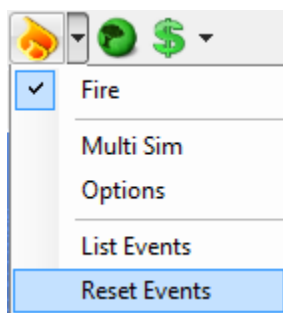 $
Fire
Multi Sim
Options
List Events
Reset Events